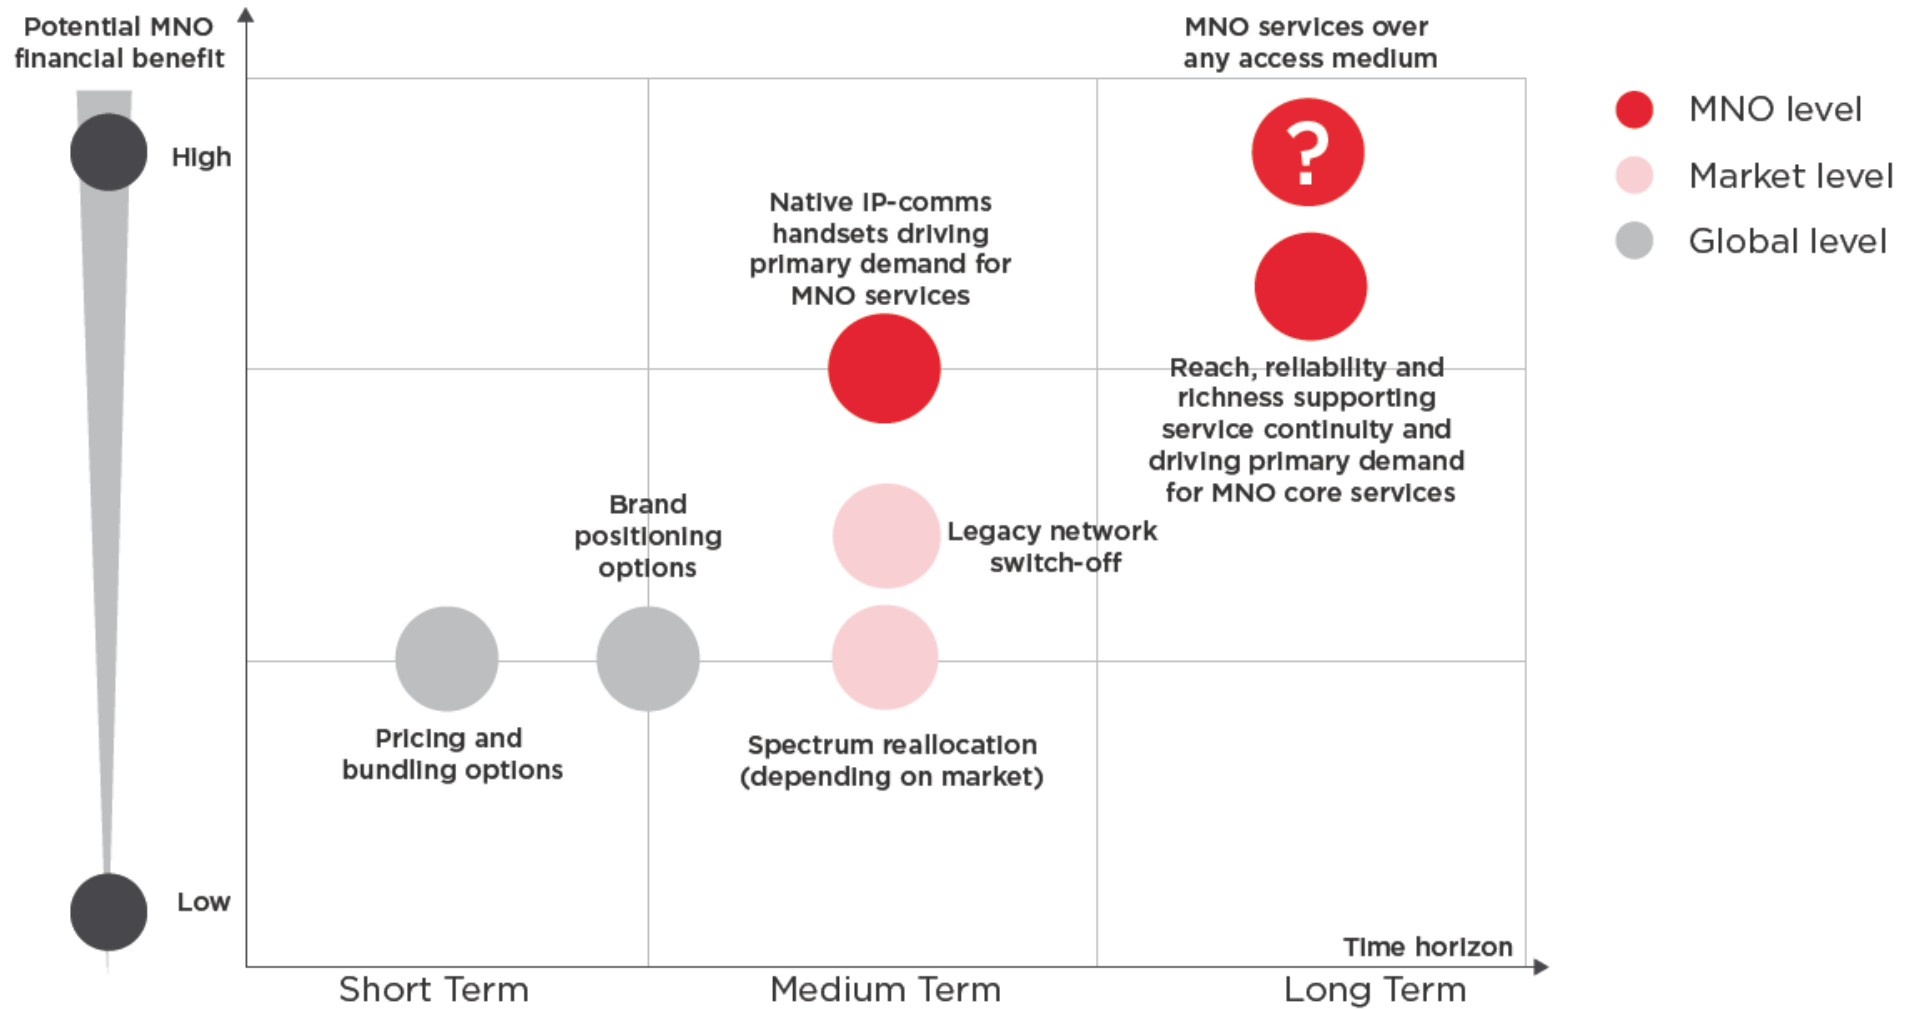 Potential MNO
financial benefit
High
Low
MNO services over
any access medium
?
Native IP-comms
handsets driving
primary demand for
MNO services
Reach, reliability and
richness supporting
service continuity and
driving primary demand
for MNO core services
Brand
positioning
options
Legacy network
switch-off
Pricing and
bundling options
Spectrum reallocation
(depending on market)
Time horizon
Short Term
Medium Term
Long Term
MNO level
Market level
Global level